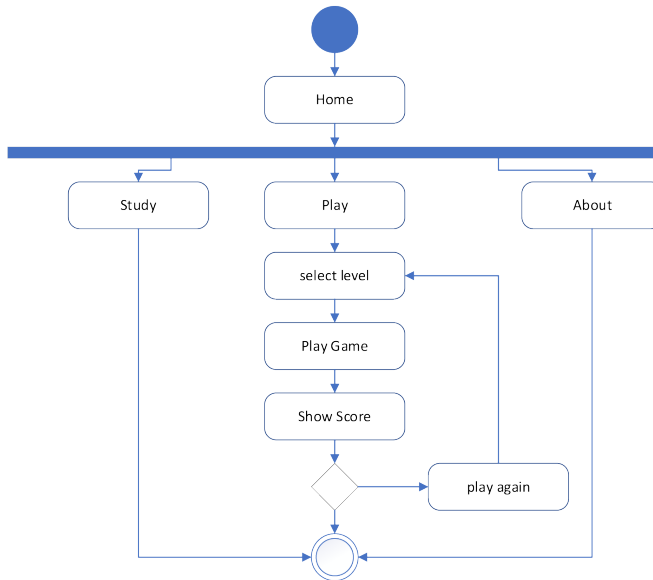 Home
Study
Play
About
select level
Play Game
Show Score
play again